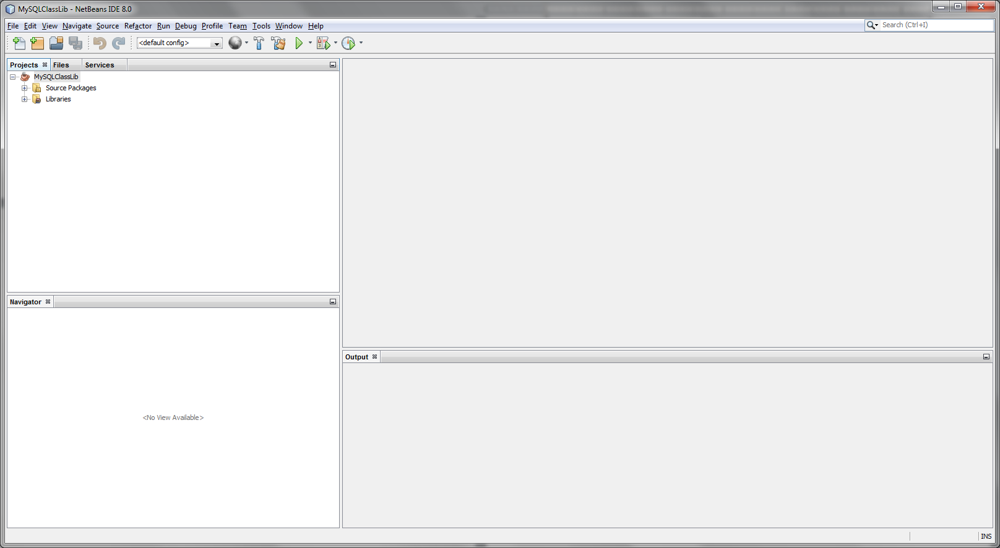 MySQLClassLib - NetBeans IDE 8.0
File Edit View Navigate Source Refactor Run Debug Profile Team Tools Window Help
Search (Ctrl+I)
<default config>
Projects Files Services
MySQLClassLib
Source Packages
Libraries
Navigator
<No View Available>
Output
INS